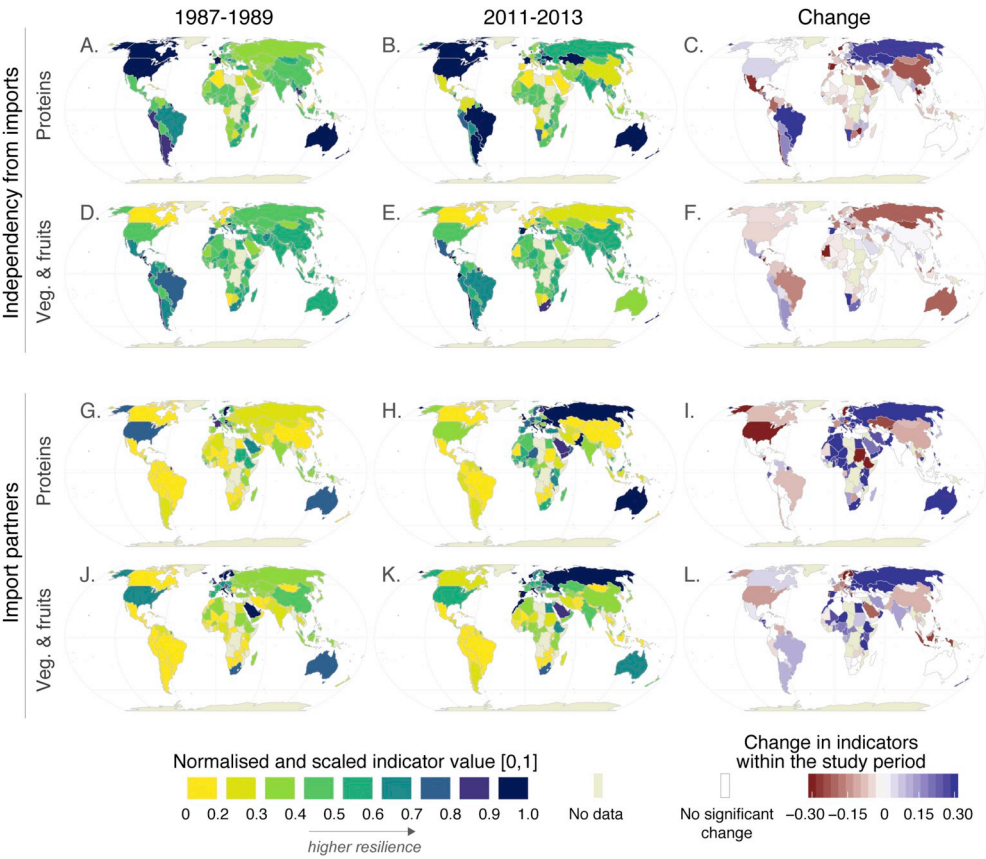 1987-1989
2011-2013
Change
Independency from imports
Proteins
A.
B.
C.
Veg. & fruits
D.
E.
F.
Import partners
Proteins
G.
H.
I.
Veg. & fruits
J.
K.
L.
Normalised and scaled indicator value [0,1]
0 0.2 0.3 0.4 0.5 0.6 0.7 0.8 0.9 1.0
higher resilience
No data
Change in indicators
within the study period
No significant
change
−0.30 −0.15 0 0.15 0.30